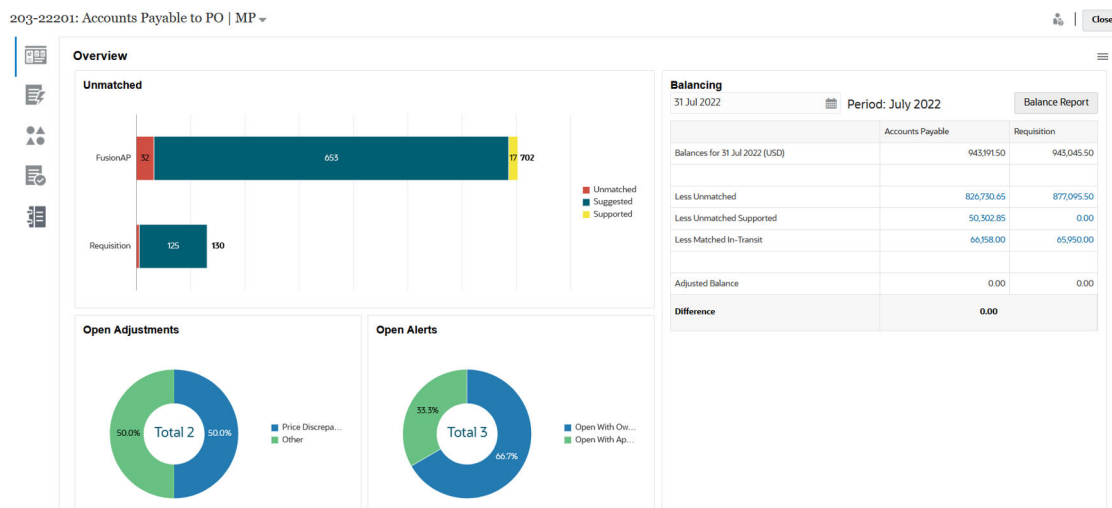 203-22201: Accounts Payable to PO | MP
Close
Overview
Unmatched
FusionAP
32
653
17
702
Requisition
125
130
Unmatched
Suggested
Supported
Open Adjustments
50.0%
Total 2
50.0%
Price Discrepa...
Other
Open Alerts
33.3%
Total 3
66.7%
Open With Ow...
Open With Ap...
Balancing
31 Jul 2022
Period: July 2022
Balance Report
Accounts Payable Requisition
Balances for 31 Jul 2022 (USD) 943,191.50 943,045.50
Less Unmatched 826,730.65 877,095.50
Less Unmatched Supported 50,302.85 0.00
Less Matched In-Transit 66,158.00 65,950.00
Adjusted Balance 0.00 0.00
Difference 0.00